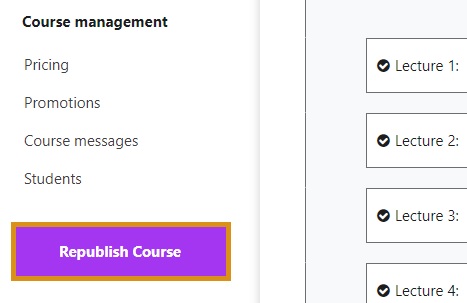 Course management
Pricing
Promotions
Course messages
Students
Republish Course
Lecture 1:
Lecture 2:
Lecture 3:
Lecture 4: